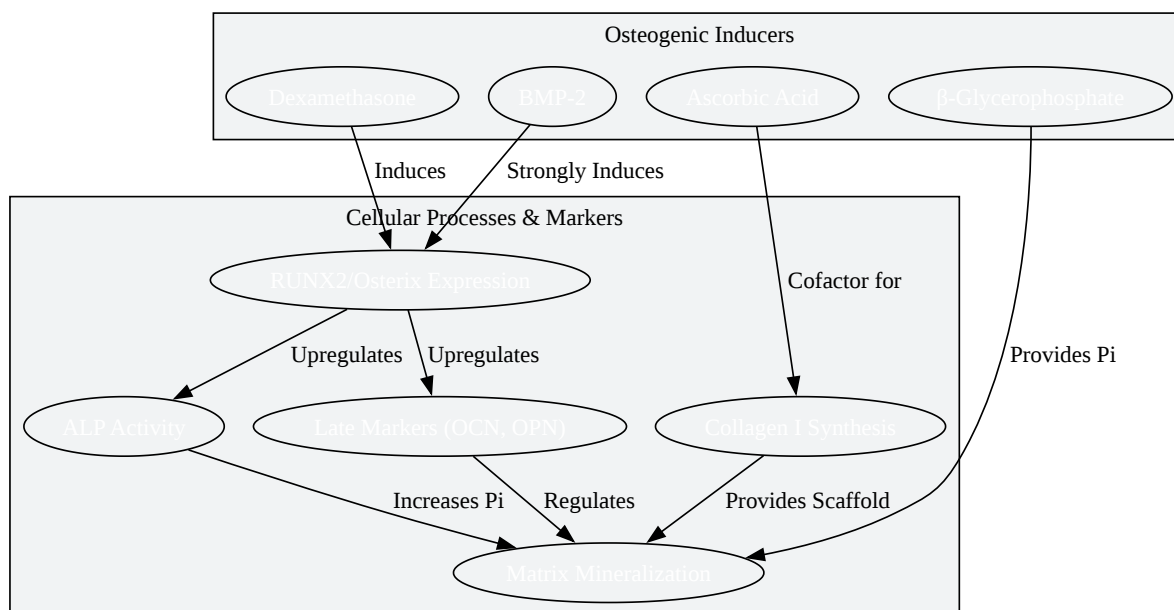 Osteogenic Inducers
Dexamethasone
BMP-2
Ascorbic Acid
β-Glycerophosphate
Induces
Strongly Induces
Cellular Processes & Markers
RUNX2/Osterix Expression
Cofactor for
Upregulates
Upregulates
Provides Pi
ALP Activity
Late Markers (OCN, OPN)
Collagen I Synthesis
Increases Pi
Regulates
Provides Scaffold
Matrix Mineralization